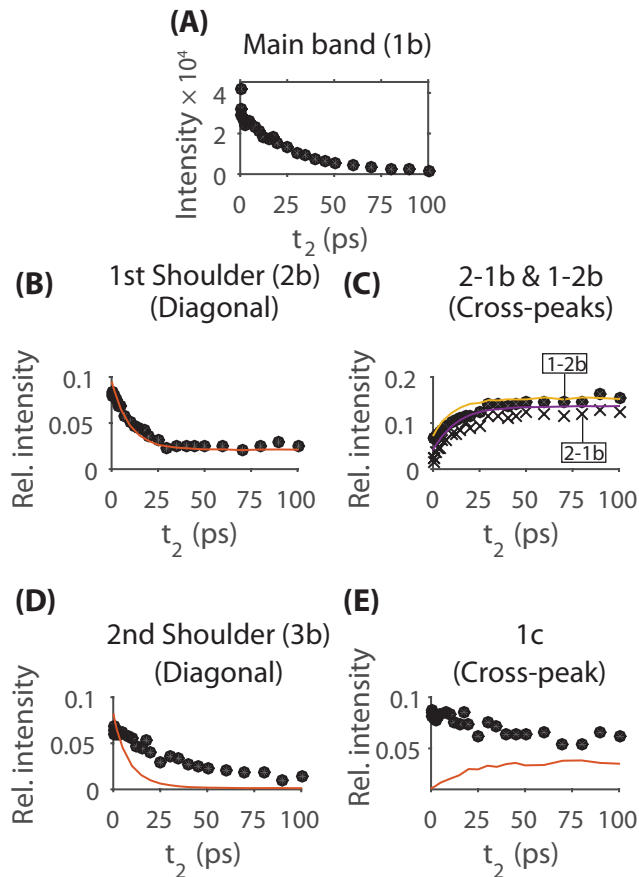 (A)
Main band (1b)
Intensity × 10⁴
4
2
0
0 25 50 75 100
t₂ (ps)
(B)
1st Shoulder (2b)
(Diagonal)
Rel. intensity
0.1
0.05
0
0 25 50 75 100
t₂ (ps)
(C)
2-1b & 1-2b
(Cross-peaks)
Rel. intensity
0.2
0.1
0
1-2b
2-1b
0 25 50 75 100
t₂ (ps)
(D)
2nd Shoulder (3b)
(Diagonal)
Rel. intensity
0.1
0.05
0
0 25 50 75 100
t₂ (ps)
(E)
1c
(Cross-peak)
Rel. intensity
0.1
0.05
0 25 50 75 100
t₂ (ps)